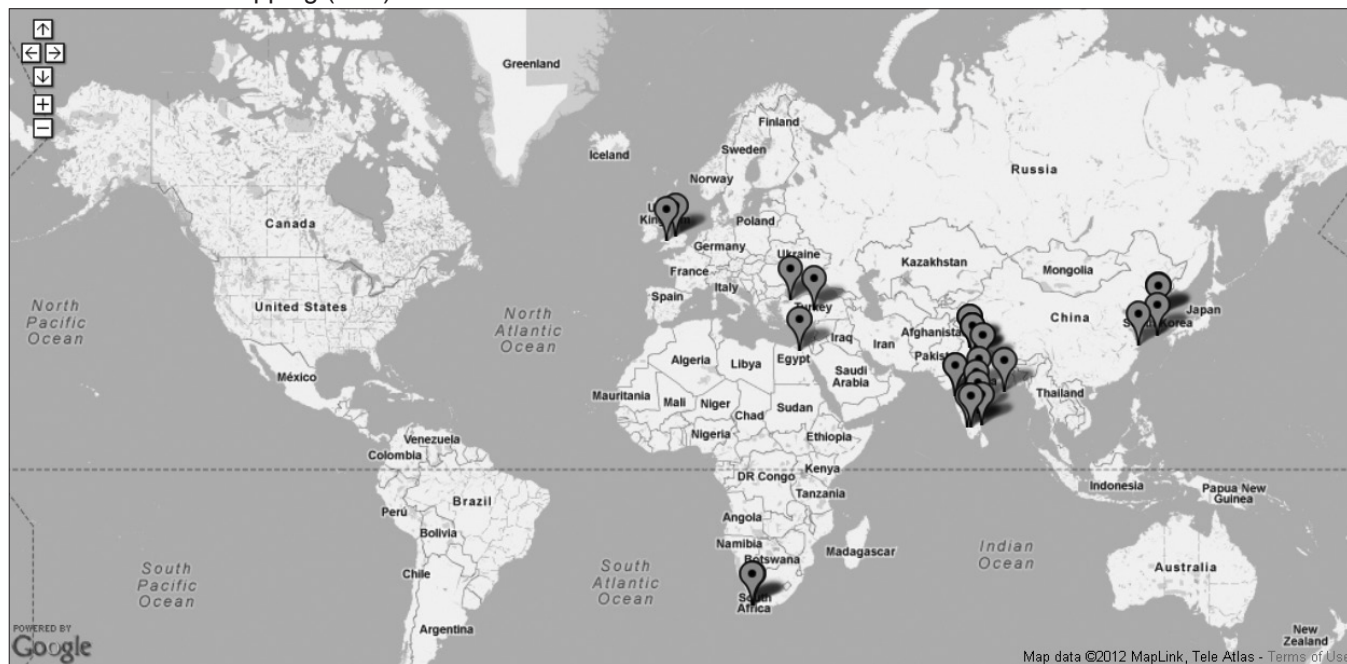 Greenland
Finland
Iceland
Sweden
Norway
Russia
Canada
Poland
Germany
Ukraine
France
Kazakhstan
Mongolia
Italy
Spain
United States
North
Pacific
Ocean
North
Atlantic
Ocean
Turkey
China
Japan
Afghanistan
Iraq
Iran
Algeria
Libya
Egypt
México
Saudi
Arabia
Mauritania
Mali
Niger
Chad
Sudan
Thailand
Nigeria
Ethiopia
Venezuela
Colombia
DR Congo
Kenya
Tanzania
Indonesia
Papua New
Guinea
Brazil
Perú
Bolivia
Angola
Namibia
Botswana
Madagascar
Indian
Ocean
Australia
South
Pacific
Ocean
Chile
South
Atlantic
Ocean
South
Africa
Argentina
New
Zealand
POWERED BY
Google
Map data ©2012 MapLink, Tele Atlas - Terms of Use